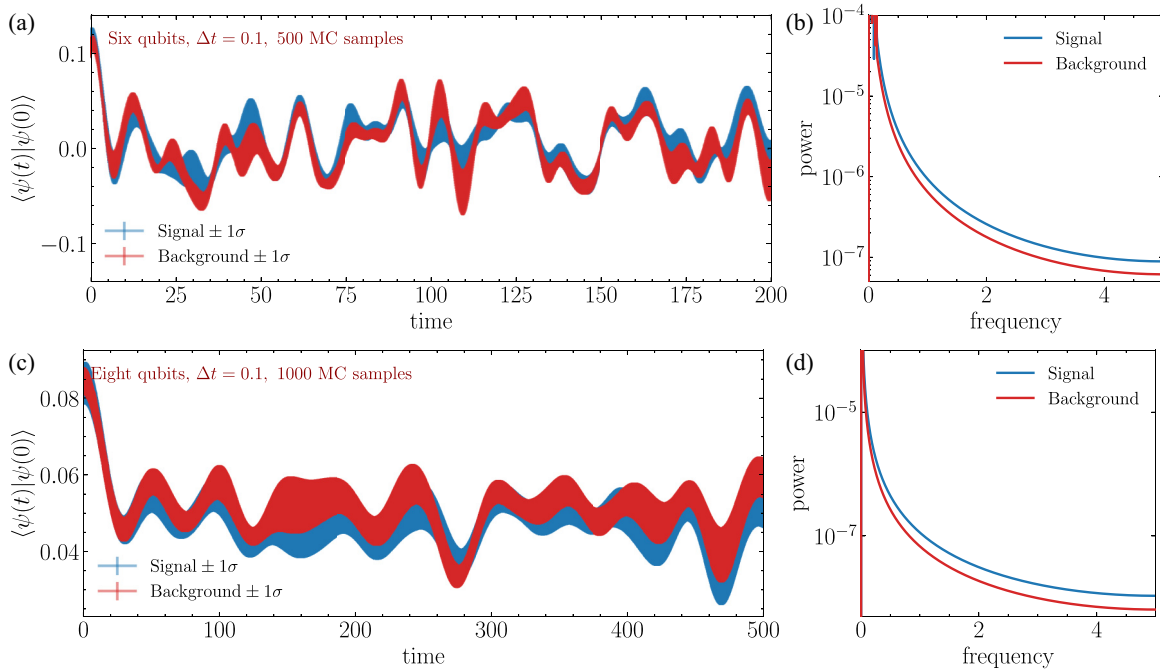 (a)
Six qubits, Δt = 0.1, 500 MC samples
⟨ψ(t)|ψ(0)⟩
0.1
0.0
−0.1
Signal ± 1σ
Background ± 1σ
0 25 50 75 100 125 150 175 200
time
(b)
power
10⁻⁴
10⁻⁵
10⁻⁶
10⁻⁷
Signal
Background
0 2 4
frequency
(c)
Eight qubits, Δt = 0.1, 1000 MC samples
⟨ψ(t)|ψ(0)⟩
0.08
0.06
0.04
Signal ± 1σ
Background ± 1σ
0 100 200 300 400 500
time
(d)
power
10⁻⁵
10⁻⁷
Signal
Background
0 2 4
frequency